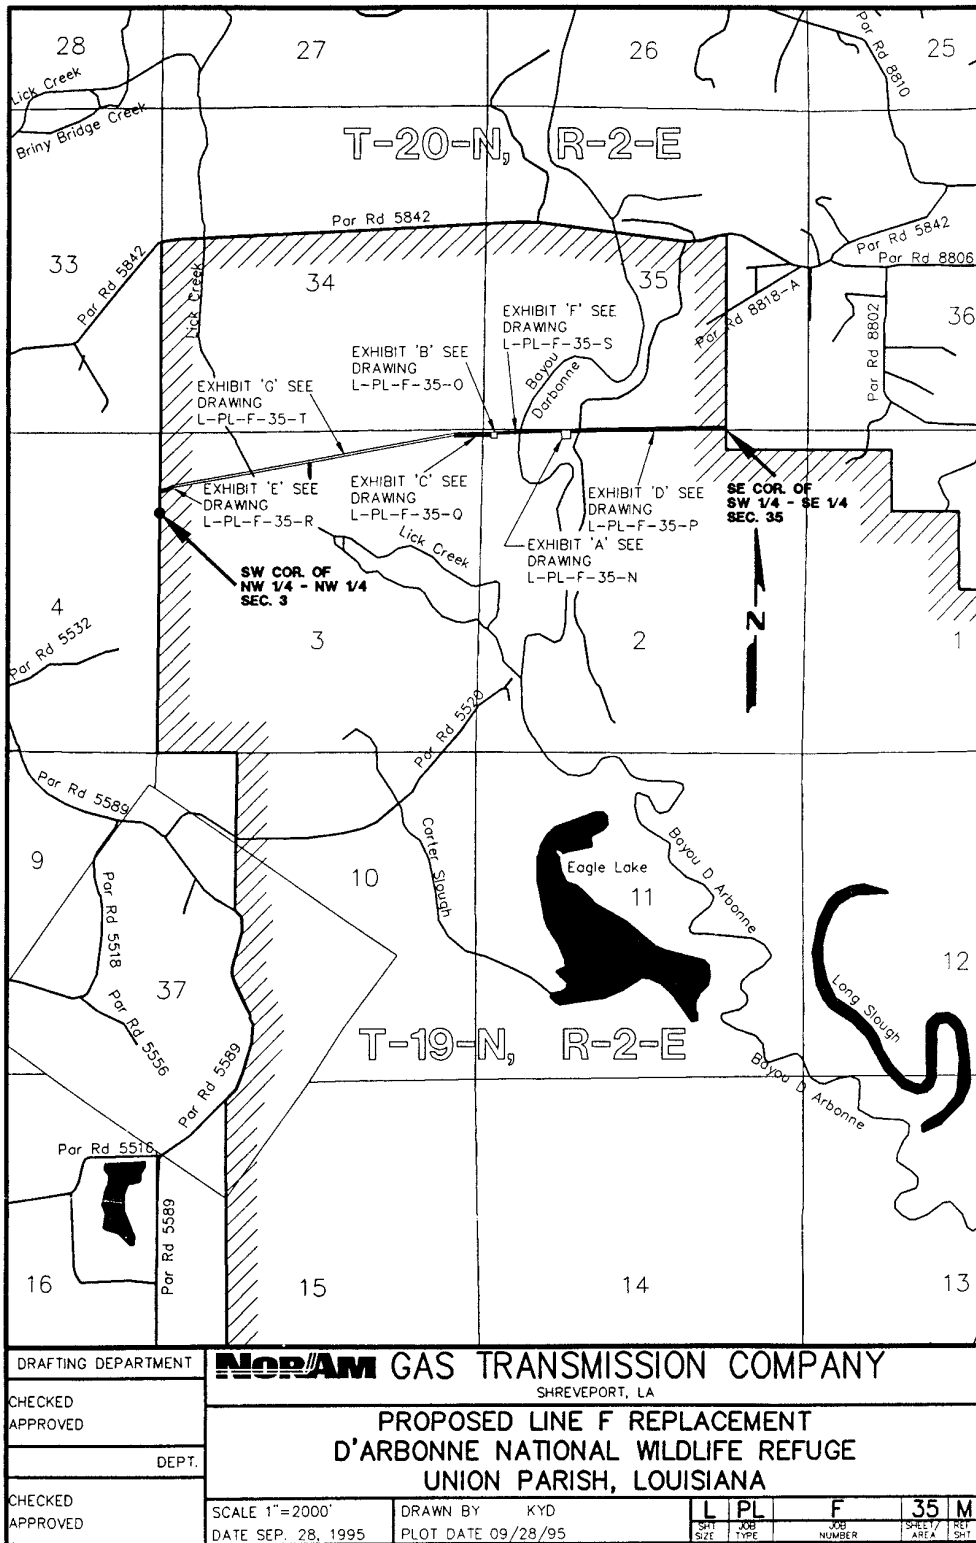 28
27
26
25
Par Rd 8810
Lick Creek
Briny Bridge Creek
T-20-N, R-2-E
Par Rd 5842
Par Rd 5842
Par Rd 5842
Par Rd 8806
33
34
35
36
Lick Creek
Par Rd 8818-A
Par Rd 8802
EXHIBIT 'F' SEE
DRAWING
L-PL-F-35-S
EXHIBIT 'B' SEE
DRAWING
L-PL-F-35-O
Bayou
Darbonne
EXHIBIT 'G' SEE
DRAWING
L-PL-F-35-T
EXHIBIT 'E' SEE
DRAWING
L-PL-F-35-R
EXHIBIT 'C' SEE
DRAWING
L-PL-F-35-Q
EXHIBIT 'D' SEE
DRAWING
L-PL-F-35-P
SE COR. OF
SW 1/4 - SE 1/4
SEC. 35
EXHIBIT 'A' SEE
DRAWING
L-PL-F-35-N
Lick Creek
SW COR. OF
NW 1/4 - NW 1/4
SEC. 3
N
4
3
2
1
Par Rd 5532
Par Rd 5520
Par Rd 5589
9
10
11
12
Carter Slough
Eagle Lake
Bayou D Arbonne
Par Rd 5518
37
Par Rd 5556
Long Slough
T-19-N, R-2-E
Par Rd 5589
Bayou D Arbonne
Par Rd 5516
Par Rd 5589
16
15
14
13
DRAFTING DEPARTMENT
CHECKED
APPROVED
DEPT.
CHECKED
APPROVED
NORAM GAS TRANSMISSION COMPANY
SHREVEPORT, LA
PROPOSED LINE F REPLACEMENT
D'ARBONNE NATIONAL WILDLIFE REFUGE
UNION PARISH, LOUISIANA
SCALE 1"=2000'
DATE SEP. 28, 1995
DRAWN BY KYD
PLOT DATE 09/28/95
L PL F 35 M
SHT SIZE
JOB TYPE
JOB NUMBER
SHEET/ AREA
REF SHT